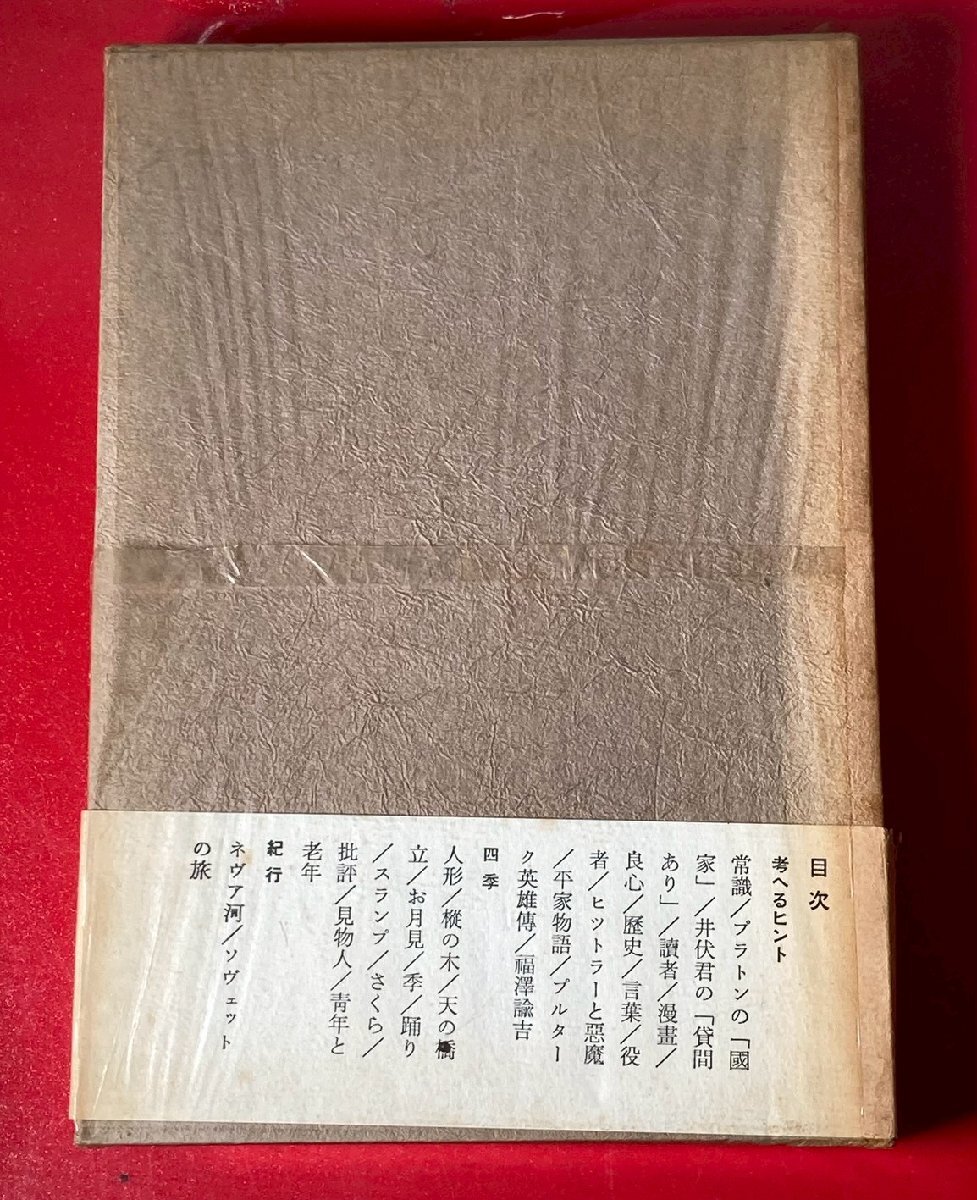 目次
考へるヒント
常識／プラトンの「國
家」／井伏君の「貸間
あり」／讀者／漫畫／
良心／歷史／言葉／役
者／ヒットラーと惡魔
／平家物語／プルター
ク英雄傳／福澤諭吉
四季
人形／樅の木／天の橋
立／お月見／季／踊り
／スランプ／さくら／
批評／見物人／靑年と
老年
紀行
ネヴァ河／ソヴェット
の旅